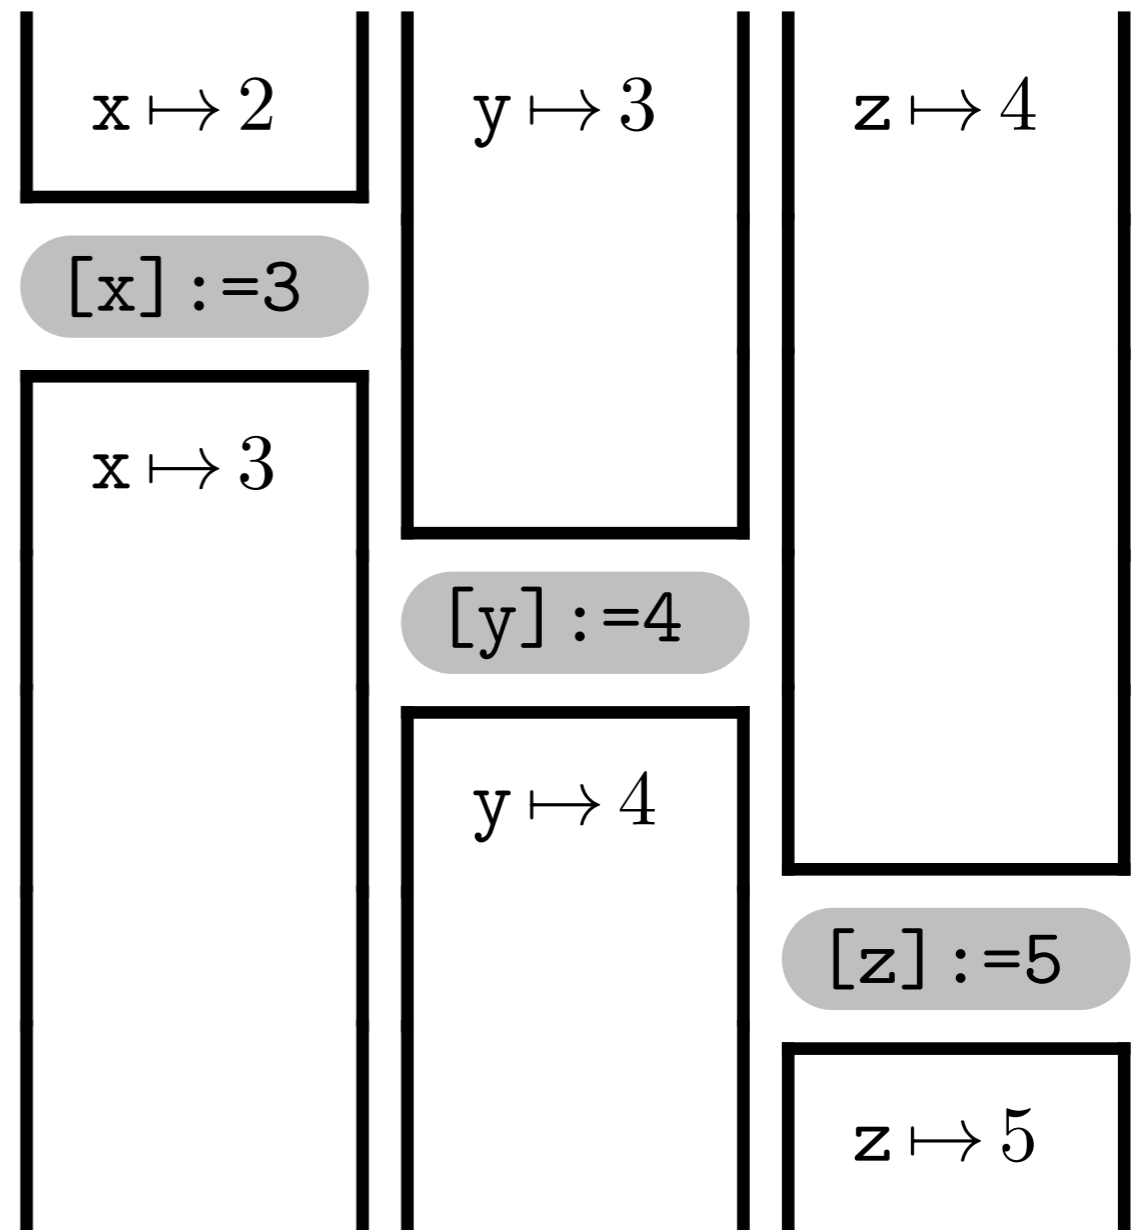 x ↦ 2
y ↦ 3
z ↦ 4
[x]:=3
x ↦ 3
[y]:=4
y ↦ 4
[z]:=5
z ↦ 5